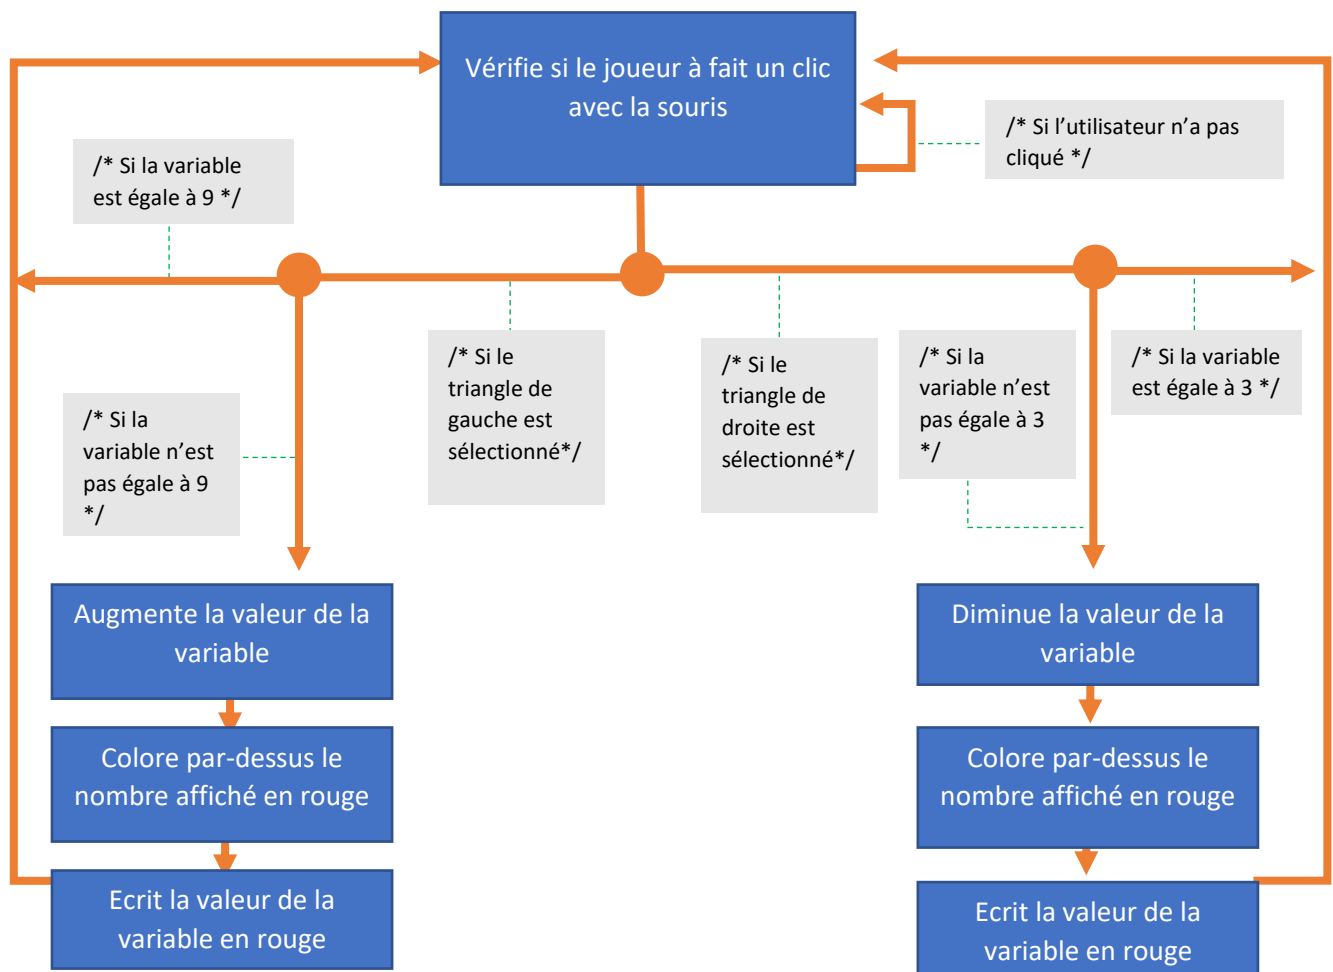 Vérifie si le joueur à fait un clic
avec la souris
/* Si l’utilisateur n’a pas
cliqué */
/* Si la variable
est égale à 9 */
/* Si le
triangle de
gauche est
sélectionné*/
/* Si le
triangle de
droite est
sélectionné*/
/* Si la
variable n’est
pas égale à 3
*/
/* Si la variable
est égale à 3 */
/* Si la
variable n’est
pas égale à 9
*/
Augmente la valeur de la
variable
Diminue la valeur de la
variable
Colore par-dessus le
nombre affiché en rouge
Colore par-dessus le
nombre affiché en rouge
Ecrit la valeur de la
variable en rouge
Ecrit la valeur de la
variable en rouge